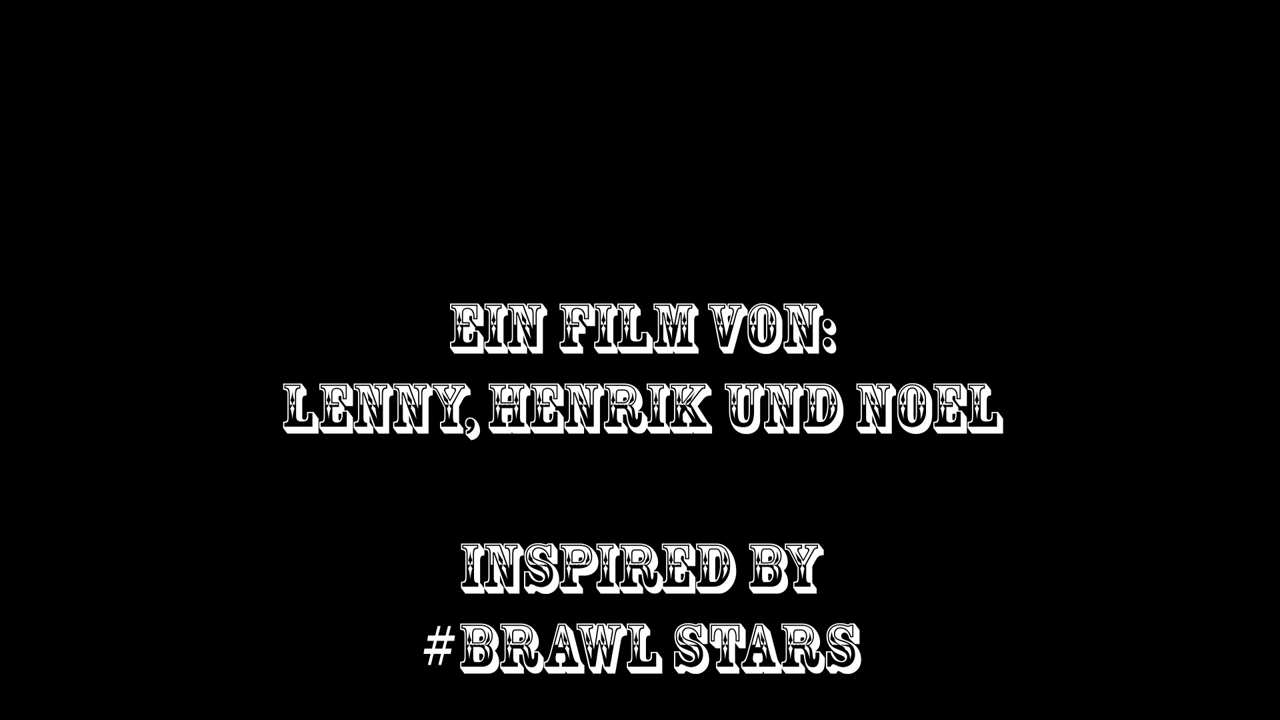 EIN FILM VON:
LENNY, HENRIK UND NOEL
INSPIRED BY
#BRAWL STARS